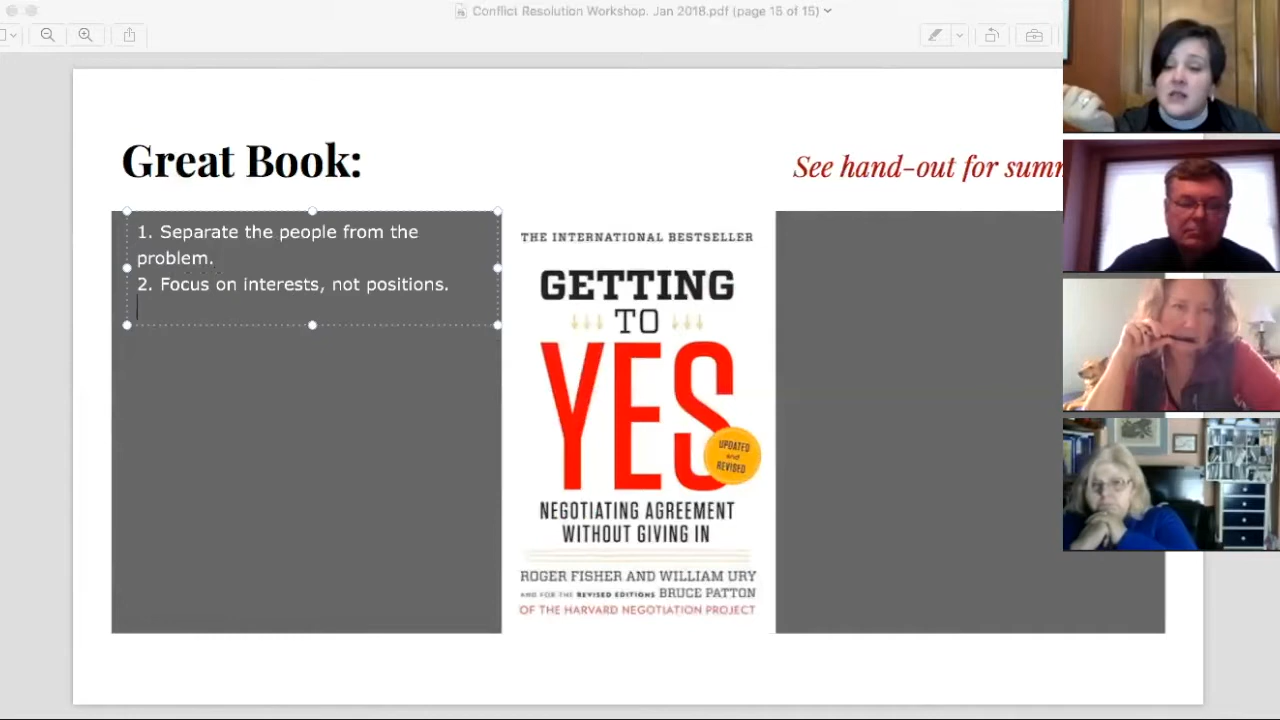 Conflict Resolution Workshop. Jan 2018.pdf (page 15 of 15)
Great Book:
See hand-out for summ
1. Separate the people from the
problem.
2. Focus on interests, not positions.
THE INTERNATIONAL BESTSELLER
GETTING
TO
YES
UPDATED
and
REVISED
NEGOTIATING AGREEMENT
WITHOUT GIVING IN
ROGER FISHER AND WILLIAM URY
AND FOR THE REVISED EDITIONS BRUCE PATTON
OF THE HARVARD NEGOTIATION PROJECT